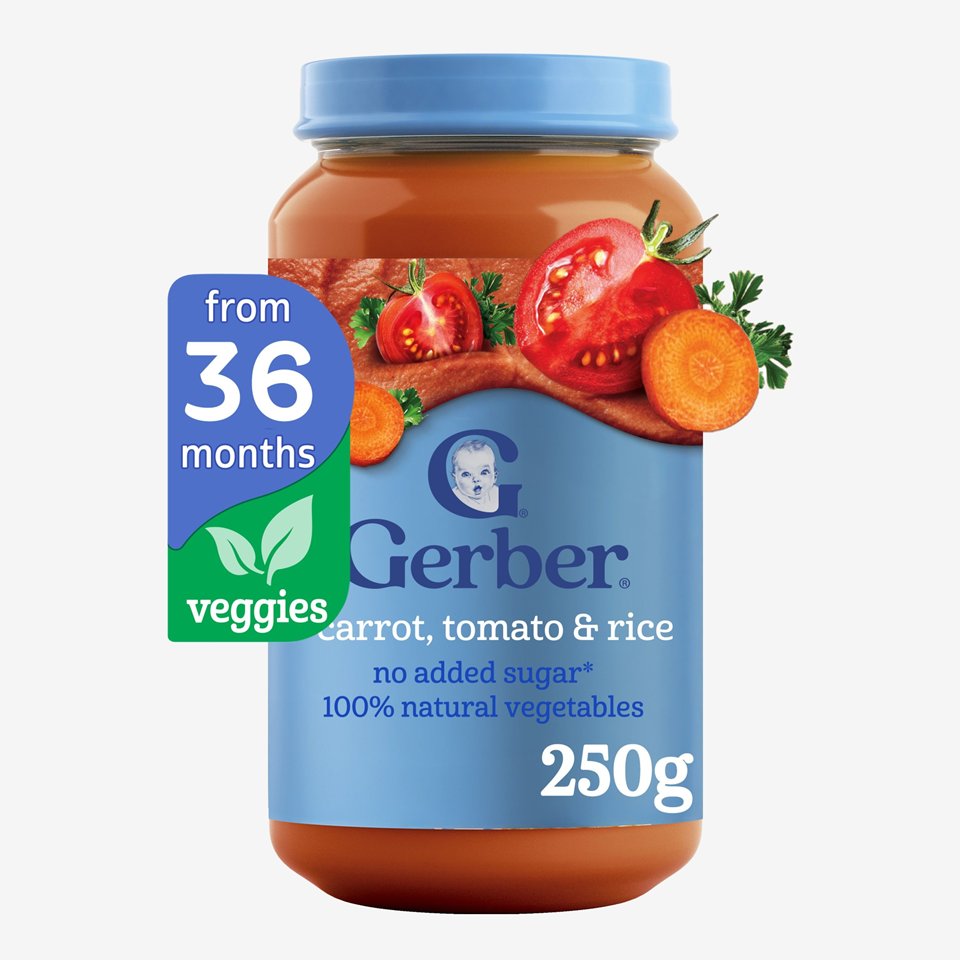 from
36
months
veggies
G®
Gerber®
carrot, tomato & rice
no added sugar*
100% natural vegetables
250g